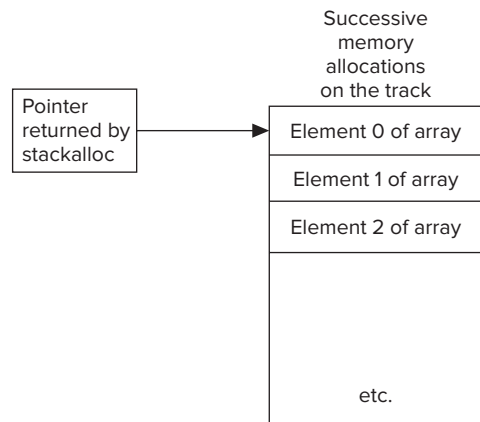 Successive
memory
allocations
on the track
Pointer
returned by
stackalloc
Element 0 of array
Element 1 of array
Element 2 of array
etc.